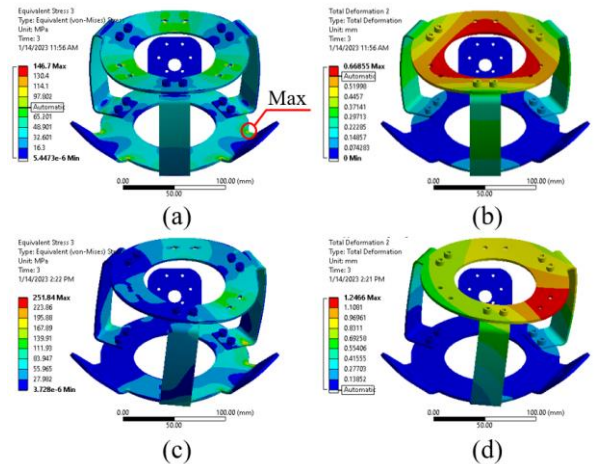 Equivalent Stress 3
Type: Equivalent (von-Mises) Stress
Unit: MPa
Time: 3
1/14/2023 11:56 AM
146.7 Max
130.4
114.1
97.802
Automatic
65.201
48.901
32.601
16.3
5.4473e-6 Min
Max
0.00
100.00 (mm)
50.00
(a)
Total Deformation 2
Type: Total Deformation
Unit: mm
Time: 3
1/14/2023 11:56 AM
0.66855 Max
Automatic
0.51998
0.4457
0.37141
0.29713
0.22285
0.14857
0.074283
0 Min
0.00
100.00 (mm)
50.00
(b)
Equivalent Stress 3
Type: Equivalent (von-Mises) Stress
Unit: MPa
Time: 3
1/14/2023 2:22 PM
251.84 Max
223.86
195.88
167.89
139.91
111.93
83.947
55.965
27.982
3.728e-6 Min
0.00
100.00 (mm)
50.00
(c)
Total Deformation 2
Type: Total Deformation
Unit: mm
Time: 3
1/14/2023 2:21 PM
1.2466 Max
1.1081
0.96961
0.8311
0.69258
0.55406
0.41555
0.27703
0.13852
Automatic
0.00
100.00 (mm)
50.00
(d)